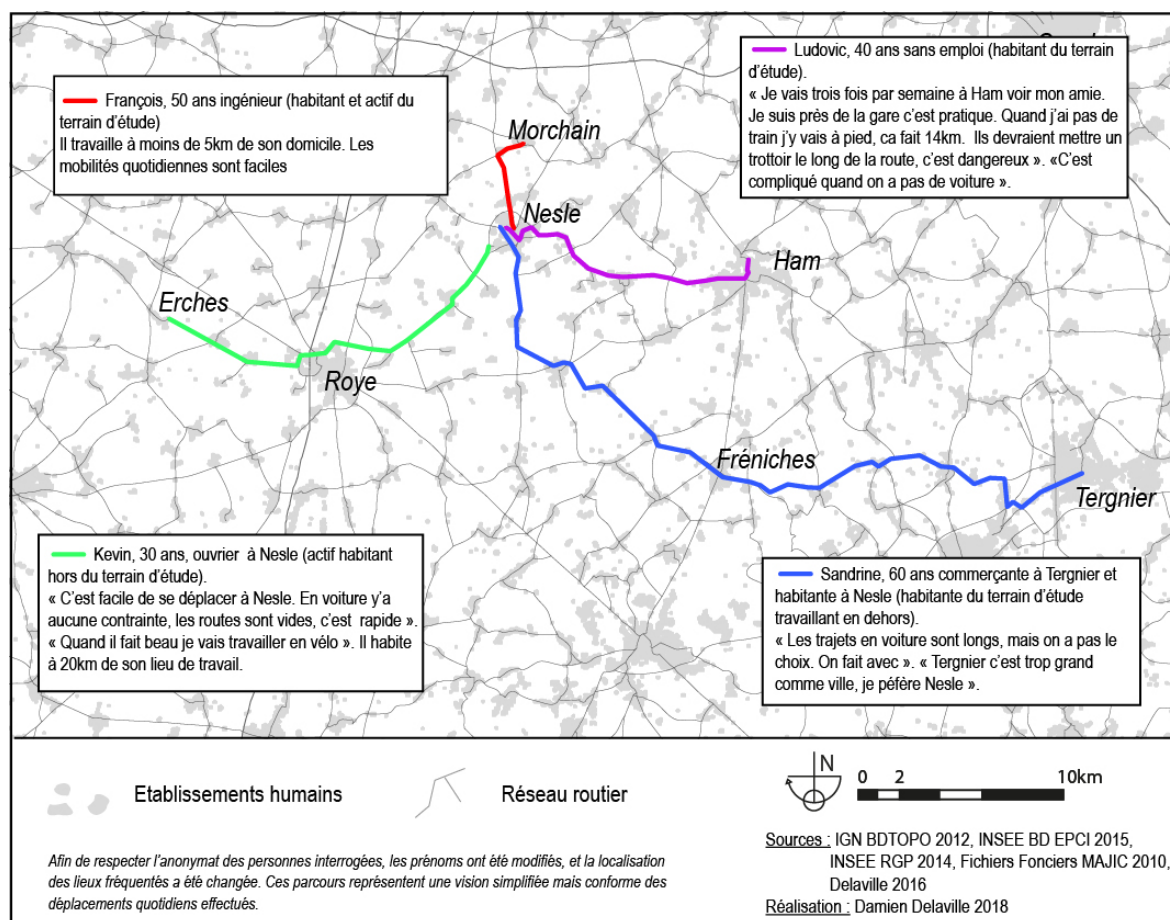 François, 50 ans ingénieur (habitant et actif du
terrain d'étude)
Il travaille à moins de 5km de son domicile. Les
mobilités quotidiennes sont faciles
Ludovic, 40 ans sans emploi (habitant du terrain
d'étude).
« Je vais trois fois par semaine à Ham voir mon amie.
Je suis près de la gare c'est pratique. Quand j'ai pas de
train j'y vais à pied, ca fait 14km. Ils devraient mettre un
trottoir le long de la route, c'est dangereux ». «C'est
compliqué quand on a pas de voiture ».
Morchain
Nesle
Ham
Erches
Roye
Fréniches
Tergnier
Kevin, 30 ans, ouvrier à Nesle (actif habitant
hors du terrain d'étude).
« C'est facile de se déplacer à Nesle. En voiture y'a
aucune contrainte, les routes sont vides, c'est rapide ».
« Quand il fait beau je vais travailler en vélo ». Il habite
à 20km de son lieu de travail.
Sandrine, 60 ans commerçante à Tergnier et
habitante à Nesle (habitante du terrain d'étude
travaillant en dehors).
« Les trajets en voiture sont longs, mais on a pas le
choix. On fait avec ». « Tergnier c'est trop grand
comme ville, je péfère Nesle ».
Etablissements humains
Réseau routier
N
0 2 10km
Afin de respecter l'anonymat des personnes interrogées, les prénoms ont été modifiés, et la localisation
des lieux fréquentés a été changée. Ces parcours représentent une vision simplifiée mais conforme des
déplacements quotidiens effectués.
Sources : IGN BDTOPO 2012, INSEE BD EPCI 2015,
INSEE RGP 2014, Fichiers Fonciers MAJIC 2010,
Delaville 2016
Réalisation : Damien Delaville 2018